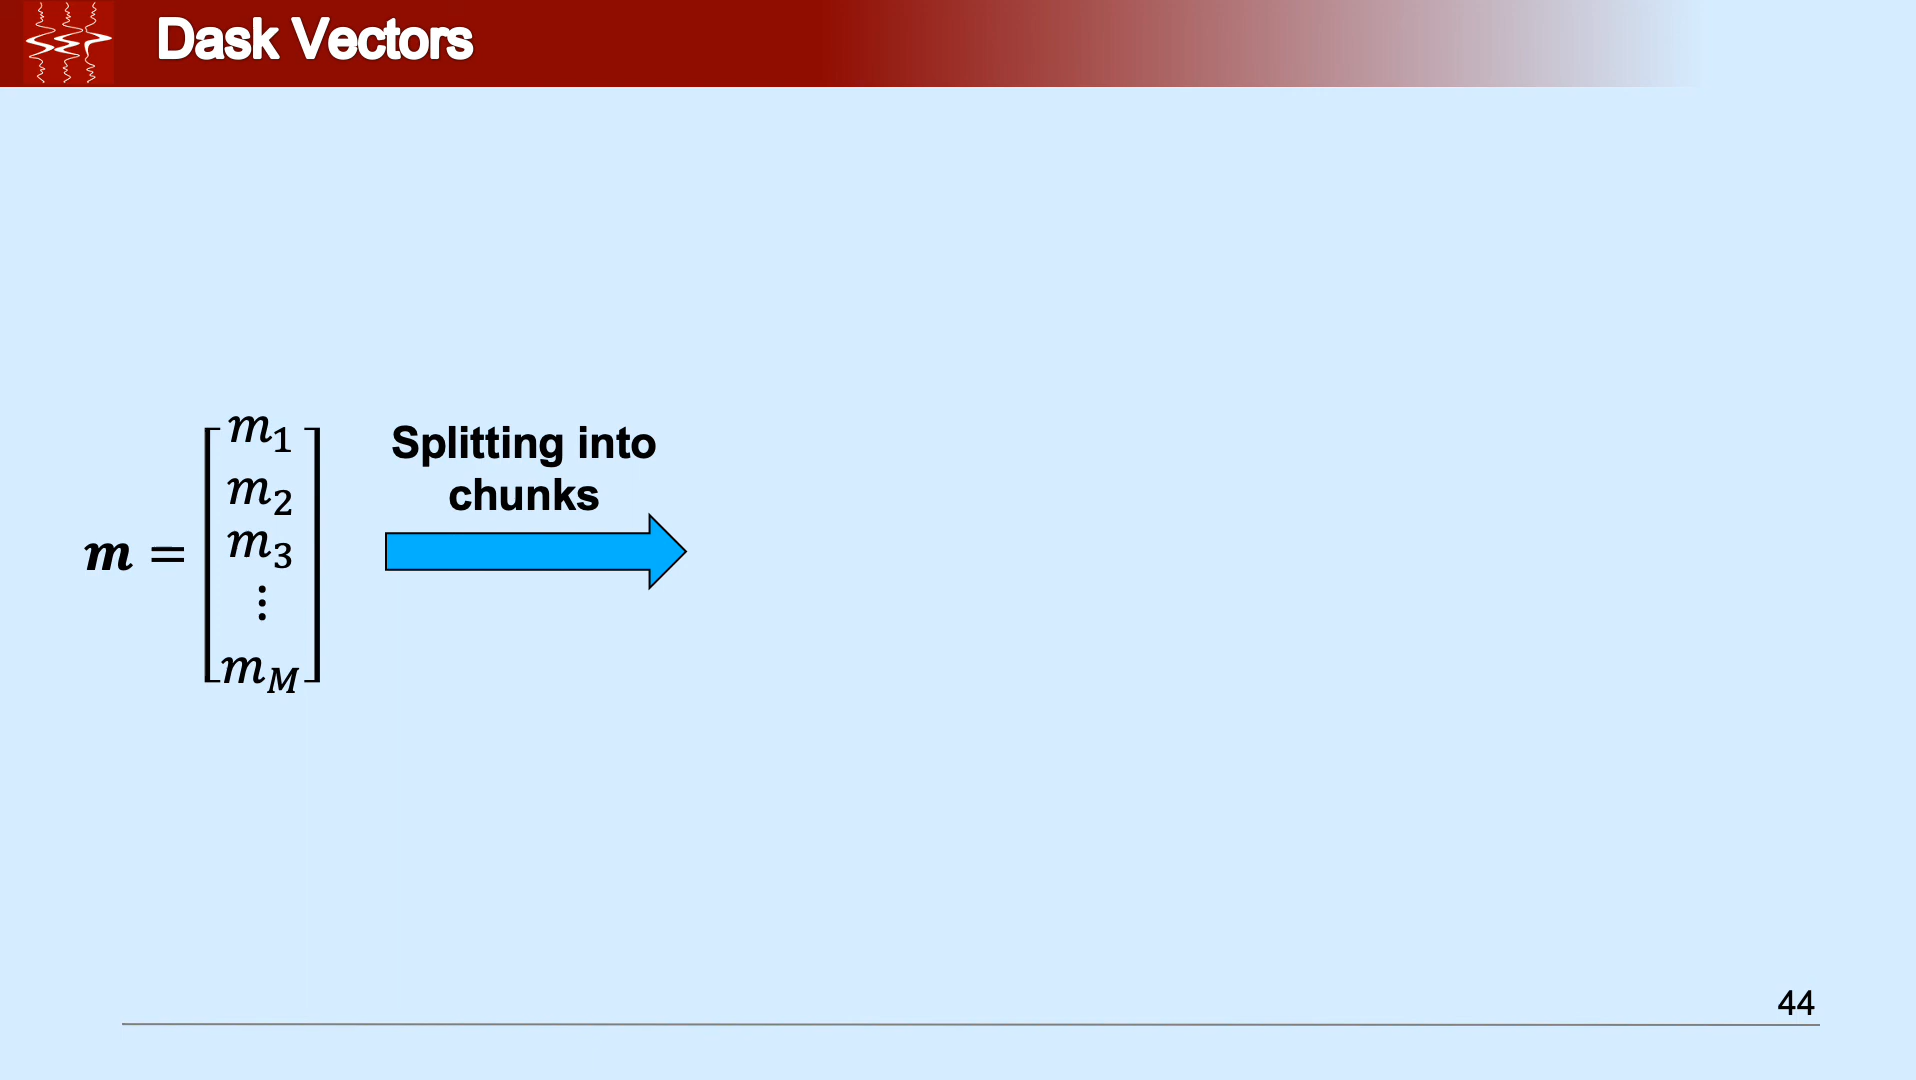 Dask Vectors
Splitting into
chunks
m =
m₁
m₂
m₃
⋮
m_M
44